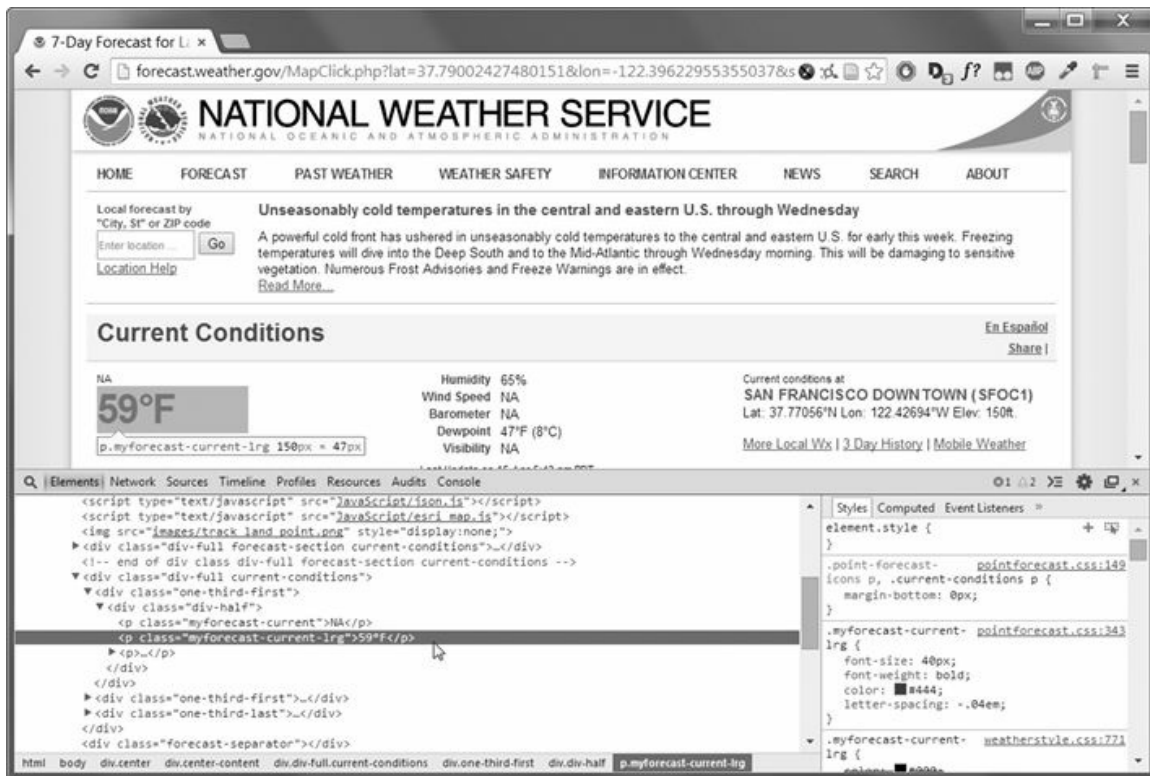 7-Day Forecast for La
forecast.weather.gov/MapClick.php?lat=37.79002427480151&lon=-122.39622955355037&s
NATIONAL WEATHER SERVICE
NATIONAL OCEANIC AND ATMOSPHERIC ADMINISTRATION
HOME FORECAST PAST WEATHER WEATHER SAFETY INFORMATION CENTER NEWS SEARCH ABOUT
Local forecast by
"City, St" or ZIP code
Enter location ...
Go
Location Help
Unseasonably cold temperatures in the central and eastern U.S. through Wednesday
A powerful cold front has ushered in unseasonably cold temperatures to the central and eastern U.S. for early this week. Freezing
temperatures will dive into the Deep South and to the Mid-Atlantic through Wednesday morning. This will be damaging to sensitive
vegetation. Numerous Frost Advisories and Freeze Warnings are in effect.
Read More...
Current Conditions
En Español
Share |
NA
59°F
p.myforecast-current-lrg 150px × 47px
Humidity 65%
Wind Speed NA
Barometer NA
Dewpoint 47°F (8°C)
Visibility NA
Current conditions at
SAN FRANCISCO DOWNTOWN (SFOC1)
Lat: 37.77056°N Lon: 122.42694°W Elev: 150ft.
More Local Wx | 3 Day History | Mobile Weather
Elements Network Sources Timeline Profiles Resources Audits Console
1 2
<script type="text/javascript" src="JavaScript/json.js"></script>
<script type="text/javascript" src="JavaScript/esri_map.js"></script>
<img src="images/track_land_point.png" style="display:none;">
<div class="div-full forecast-section current-conditions">…</div>
<!-- end of div class div-full forecast-section current-conditions -->
<div class="div-full current-conditions">
<div class="one-third-first">
<div class="div-half">
<p class="myforecast-current">NA</p>
<p class="myforecast-current-lrg">59°F</p>
<p>…</p>
</div>
</div>
<div class="one-third-first">…</div>
<div class="one-third-last">…</div>
</div>
<div class="forecast-separator"></div>
html body div.center div.center-content div.div-full.current-conditions div.one-third-first div.div-half p.myforecast-current-lrg
Styles Computed Event Listeners »
element.style {
}
.point-forecast- pointforecast.css:149
icons p, .current-conditions p {
margin-bottom: 0px;
}
.myforecast-current- pointforecast.css:343
lrg {
font-size: 40px;
font-weight: bold;
color: #444;
letter-spacing: -.04em;
}
.myforecast-current- weatherstyle.css:771
lrg {